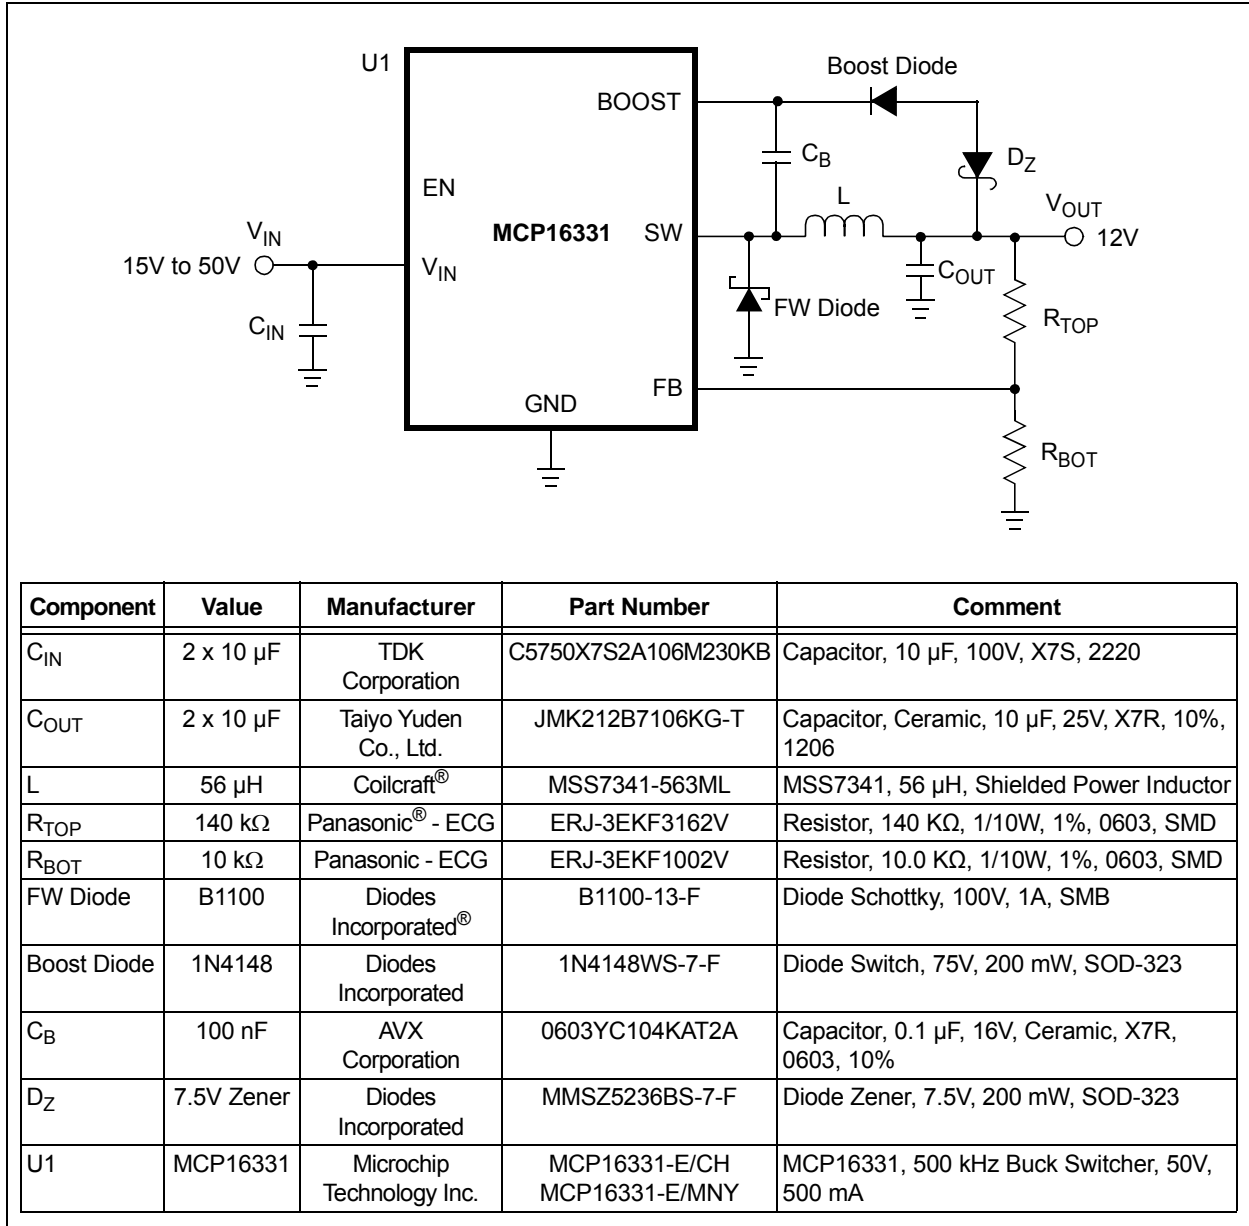 U1
Boost Diode
BOOST
C_B
D_Z
EN
L
V_OUT
V_IN
MCP16331
SW
12V
15V to 50V
V_IN
C_OUT
FW Diode
C_IN
R_TOP
FB
GND
R_BOT
Component Value Manufacturer Part Number Comment
C_IN 2 x 10 µF TDK C5750X7S2A106M230KB Capacitor, 10 µF, 100V, X7S, 2220
Corporation
C_OUT 2 x 10 µF Taiyo Yuden JMK212B7106KG-T Capacitor, Ceramic, 10 µF, 25V, X7R, 10%,
Co., Ltd. 1206
L 56 µH Coilcraft® MSS7341-563ML MSS7341, 56 µH, Shielded Power Inductor
R_TOP 140 kΩ Panasonic® - ECG ERJ-3EKF3162V Resistor, 140 KΩ, 1/10W, 1%, 0603, SMD
R_BOT 10 kΩ Panasonic - ECG ERJ-3EKF1002V Resistor, 10.0 KΩ, 1/10W, 1%, 0603, SMD
FW Diode B1100 Diodes B1100-13-F Diode Schottky, 100V, 1A, SMB
Incorporated®
Boost Diode 1N4148 Diodes 1N4148WS-7-F Diode Switch, 75V, 200 mW, SOD-323
Incorporated
C_B 100 nF AVX 0603YC104KAT2A Capacitor, 0.1 µF, 16V, Ceramic, X7R,
Corporation 0603, 10%
D_Z 7.5V Zener Diodes MMSZ5236BS-7-F Diode Zener, 7.5V, 200 mW, SOD-323
Incorporated
U1 MCP16331 Microchip MCP16331-E/CH MCP16331, 500 kHz Buck Switcher, 50V,
Technology Inc. MCP16331-E/MNY 500 mA